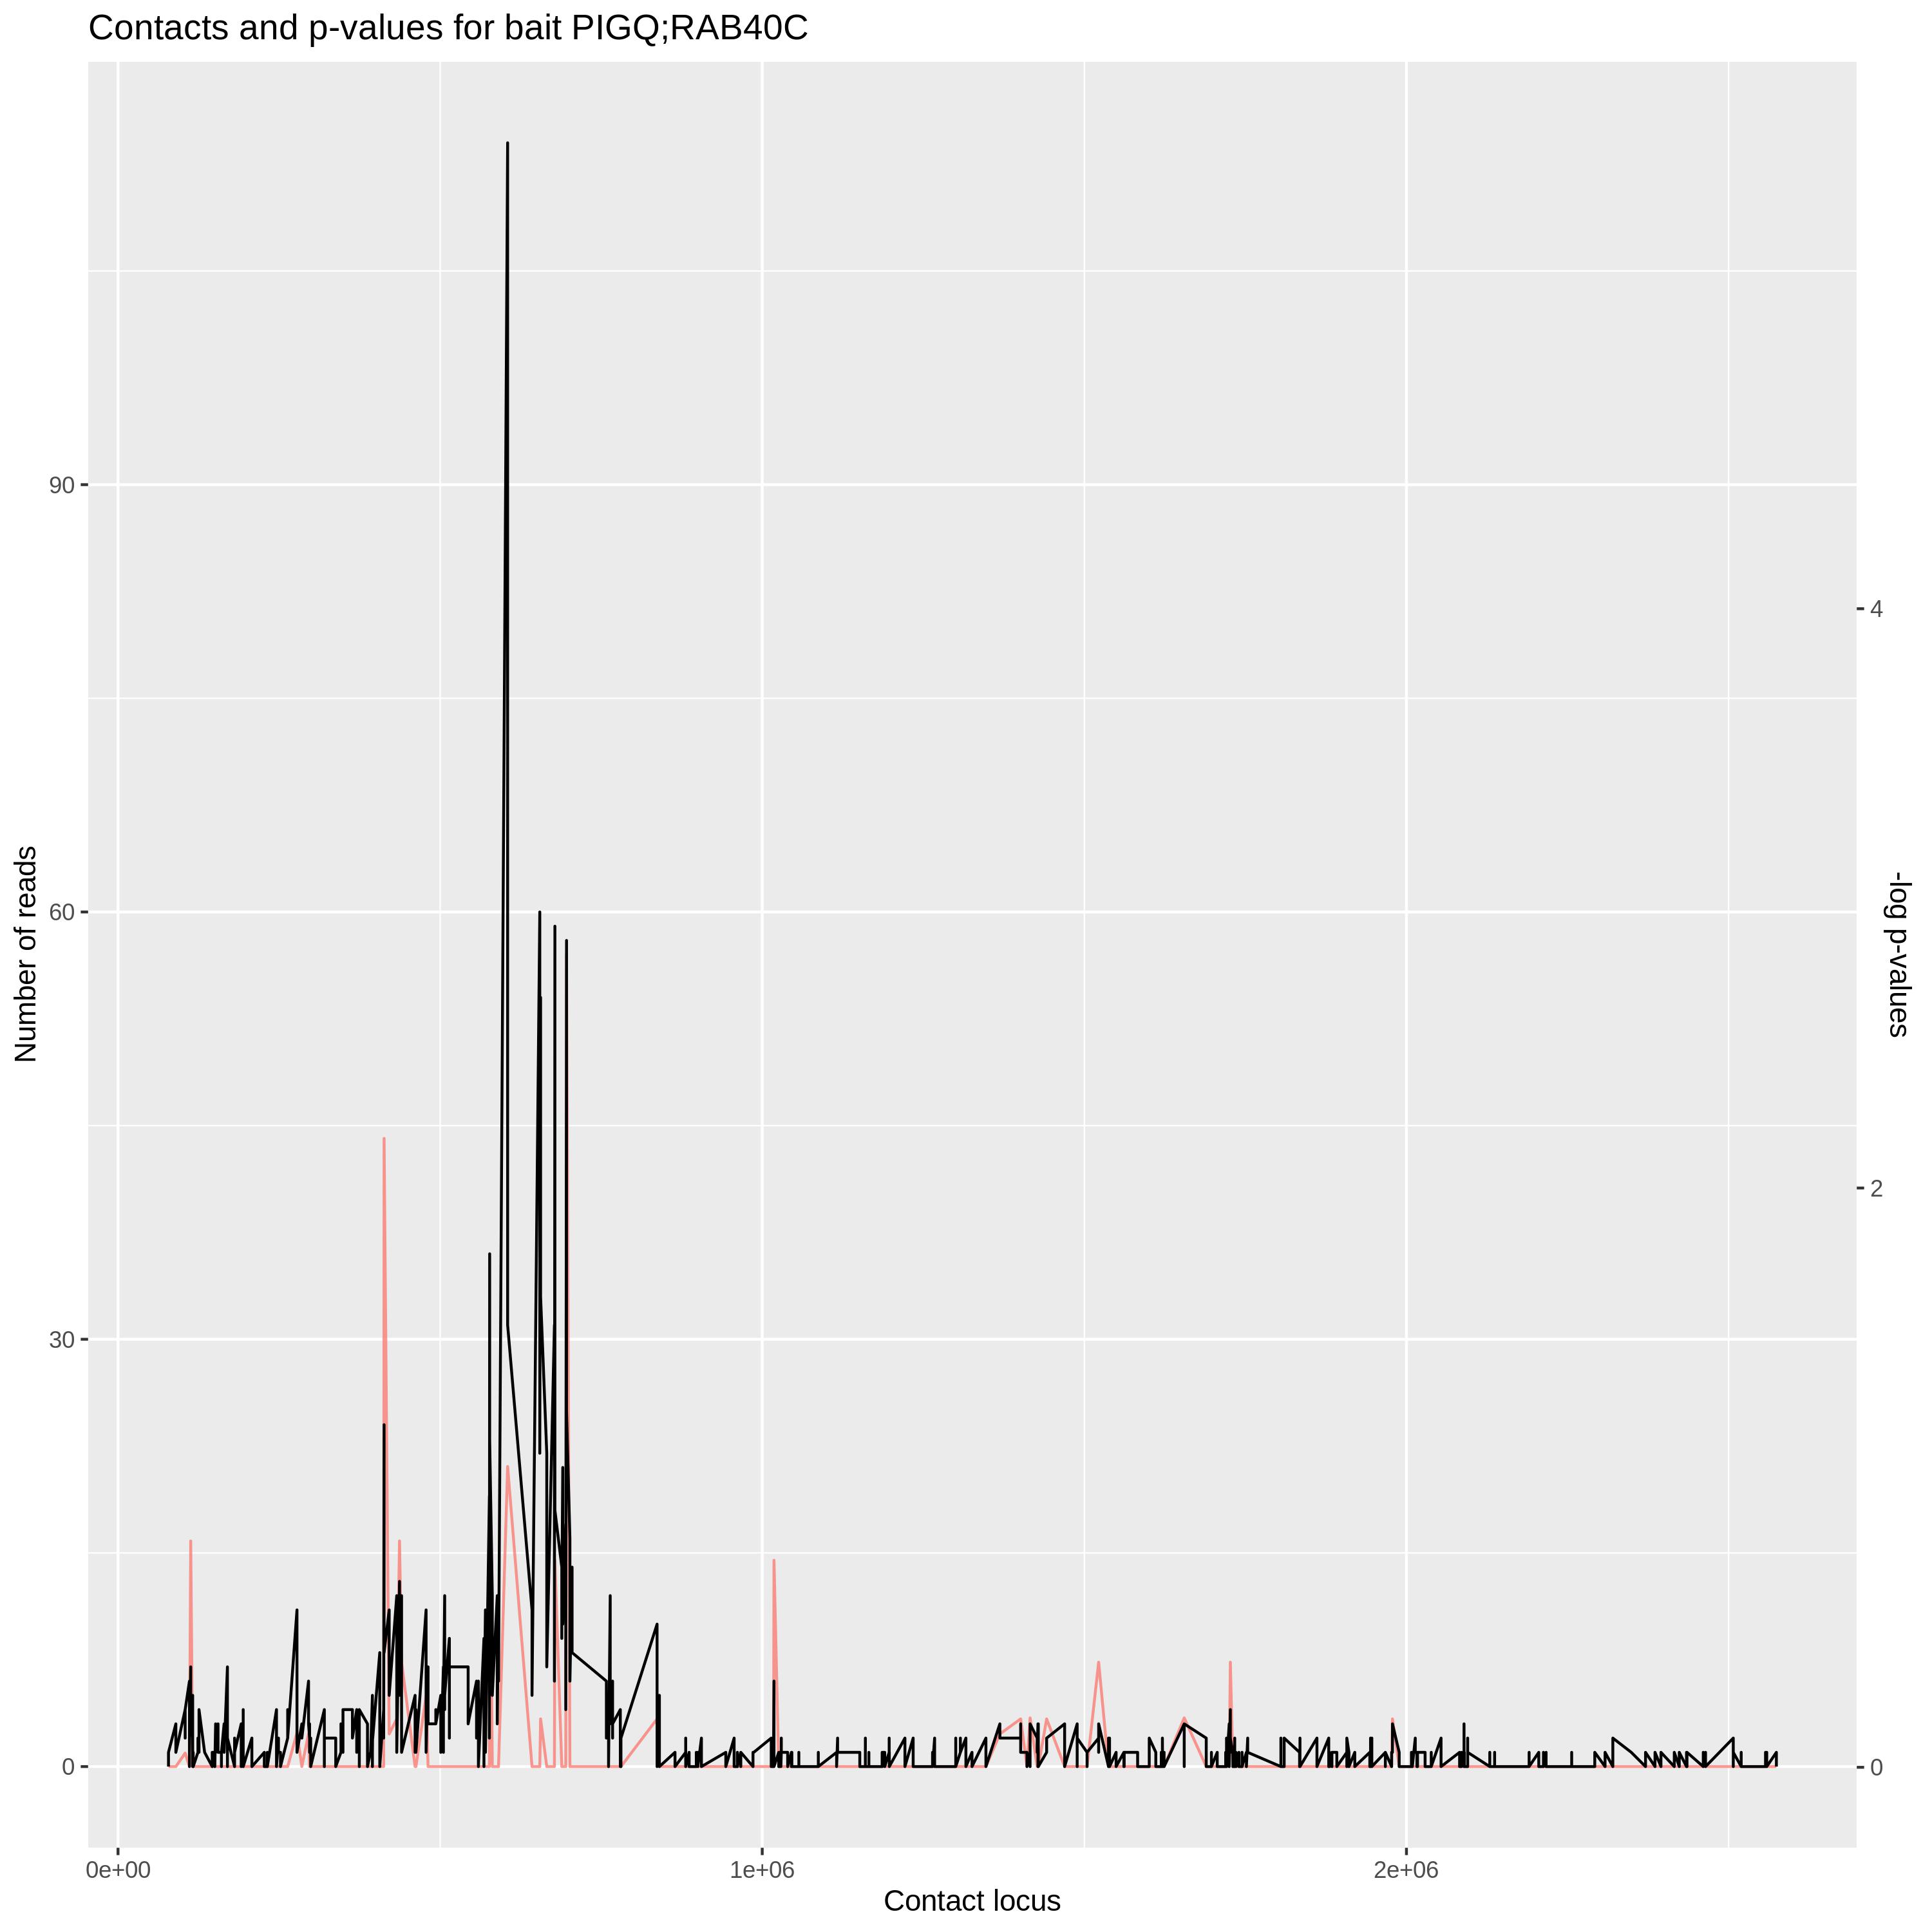 Contacts and p-values for bait PIGQ;RAB40C
Number of reads
90
60
30
0
4
2
0
-log p-values
0e+00
1e+06
2e+06
Contact locus